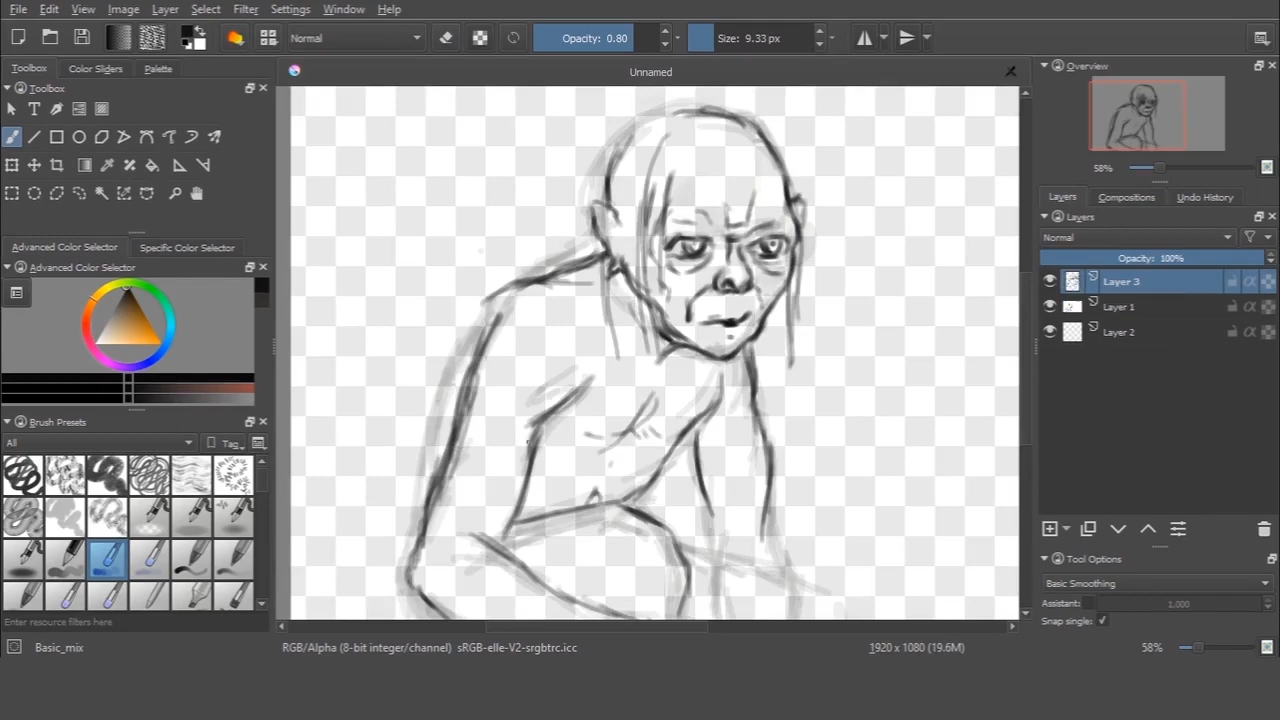 File Edit View Image Layer Select Filter Settings Window Help
Normal Opacity: 0.80 Size: 9.33 px
Toolbox Color Sliders Palette
Toolbox
Unnamed
Overview
58%
Layers Compositions Undo History
Layers
Normal
Opacity: 100%
Layer 3
Layer 1
Layer 2
Advanced Color Selector Specific Color Selector
Advanced Color Selector
Brush Presets
All Tag
Enter resource filters here
Tool Options
Basic Smoothing
Assistant: 1,000
Snap single:
Basic_mix RGB/Alpha (8-bit integer/channel) sRGB-elle-V2-srgbtrc.icc 1920 x 1080 (19.6M) 58%